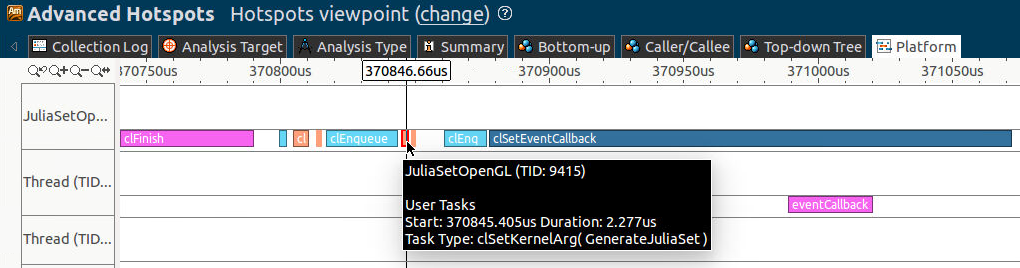 Advanced Hotspots Hotspots viewpoint (change)
Collection Log Analysis Target Analysis Type Summary Bottom-up Caller/Callee Top-down Tree Platform
370750us 370800us 370846.66us 370900us 370950us 371000us 371050us
JuliaSetOp...
clFinish cl clEnqueue clEnq clSetEventCallback
JuliaSetOpenGL (TID: 9415)
Thread (TID...
User Tasks
eventCallback
Start: 370845.405us Duration: 2.277us
Thread (TID...
Task Type: clSetKernelArg( GenerateJuliaSet )